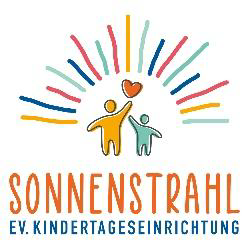 SONNENSTRAHL
EV. KINDERTAGESEINRICHTUNG